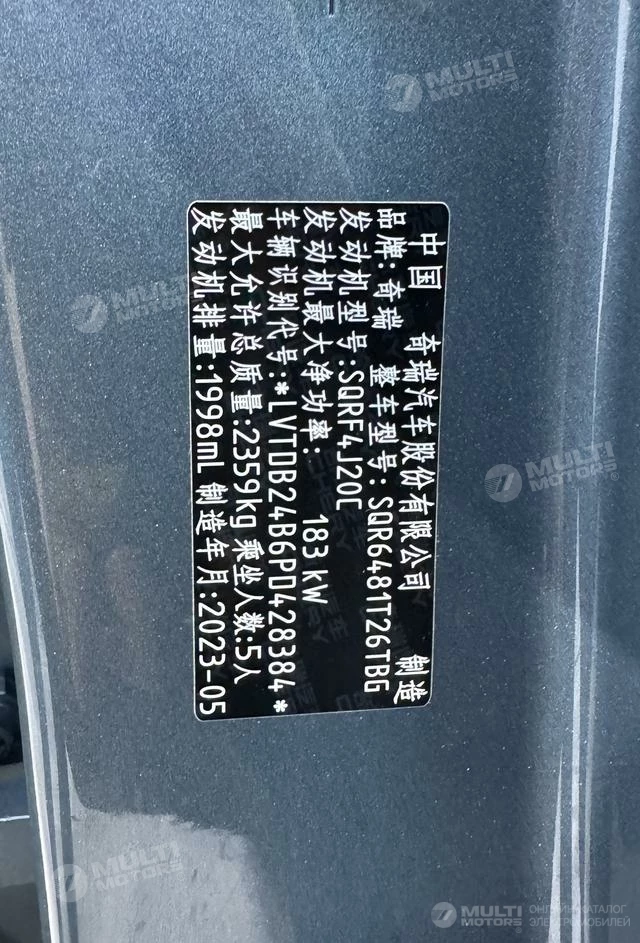 中国 奇瑞汽车股份有限公司 制造
品牌:奇瑞 整车型号:SQR6481T26TBG
发动机型号:SQRF4J20C
发动机最大净功率: 183 kW
车辆识别代号:*LVTDB24B6PD428384*
最大允许总质量:2359kg 乘坐人数:5人
发动机排量:1998mL 制造年月:2023-05
MULTI MOTORS
MULTI MOTORS
MULTI MOTORS
MULTI MOTORS
MULTI MOTORS ОНЛАЙН-КАТАЛОГ ЭЛЕКТРОМОБИЛЕЙ